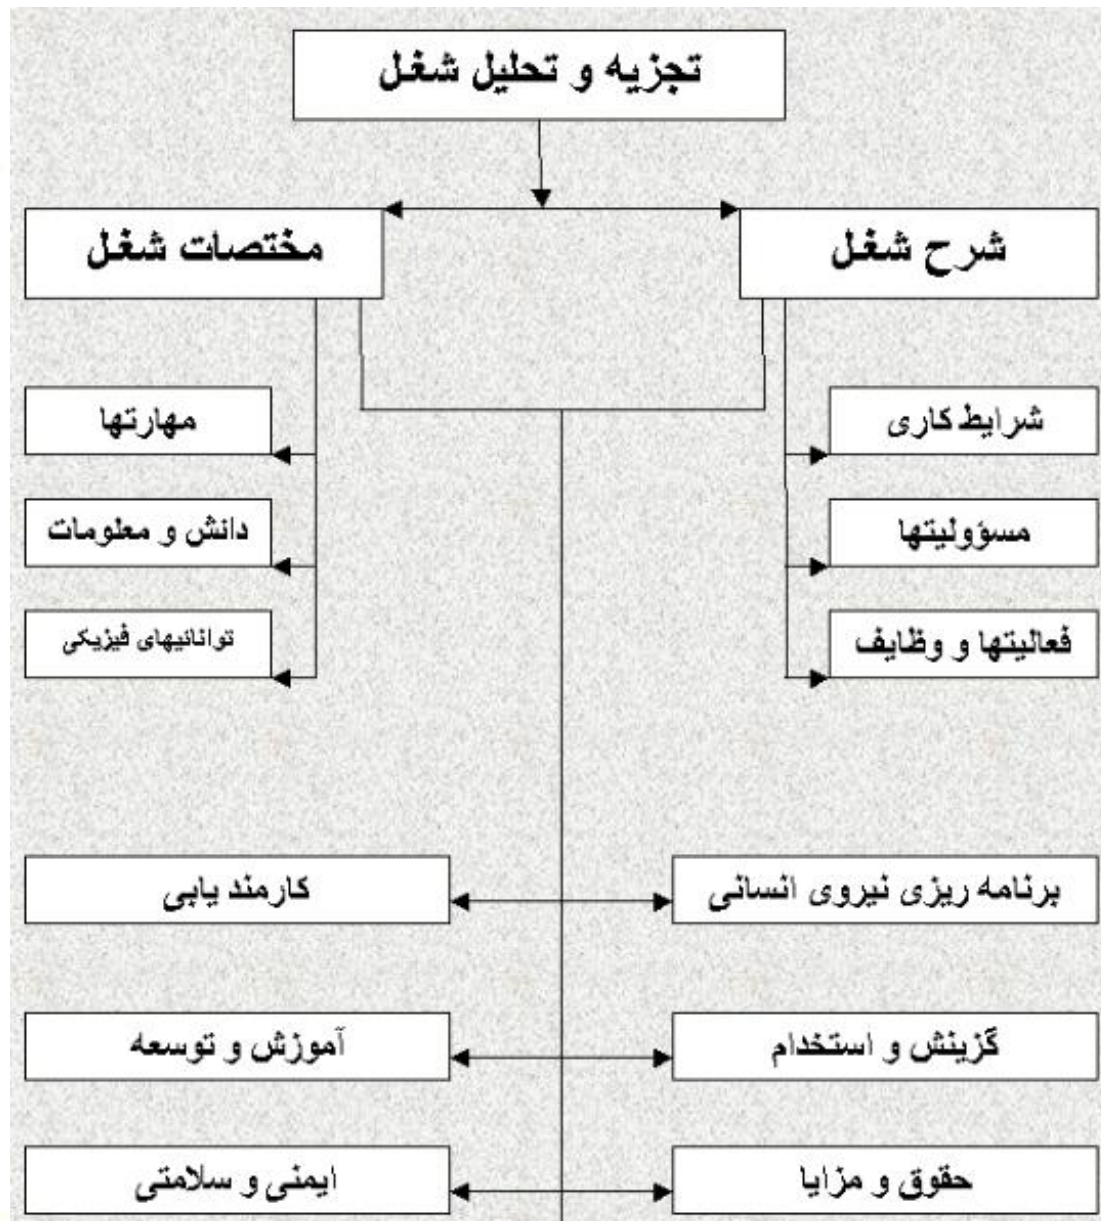 تجزیه و تحلیل شغل
شرح شغل
مختصات شغل
شرایط کاری
مهارتها
مسؤولیتها
دانش و معلومات
فعالیتها و وظایف
توانائیهای فیزیکی
برنامه ریزی نیروی انسانی
کارمند یابی
گزینش و استخدام
آموزش و توسعه
حقوق و مزایا
ایمنی و سلامتی